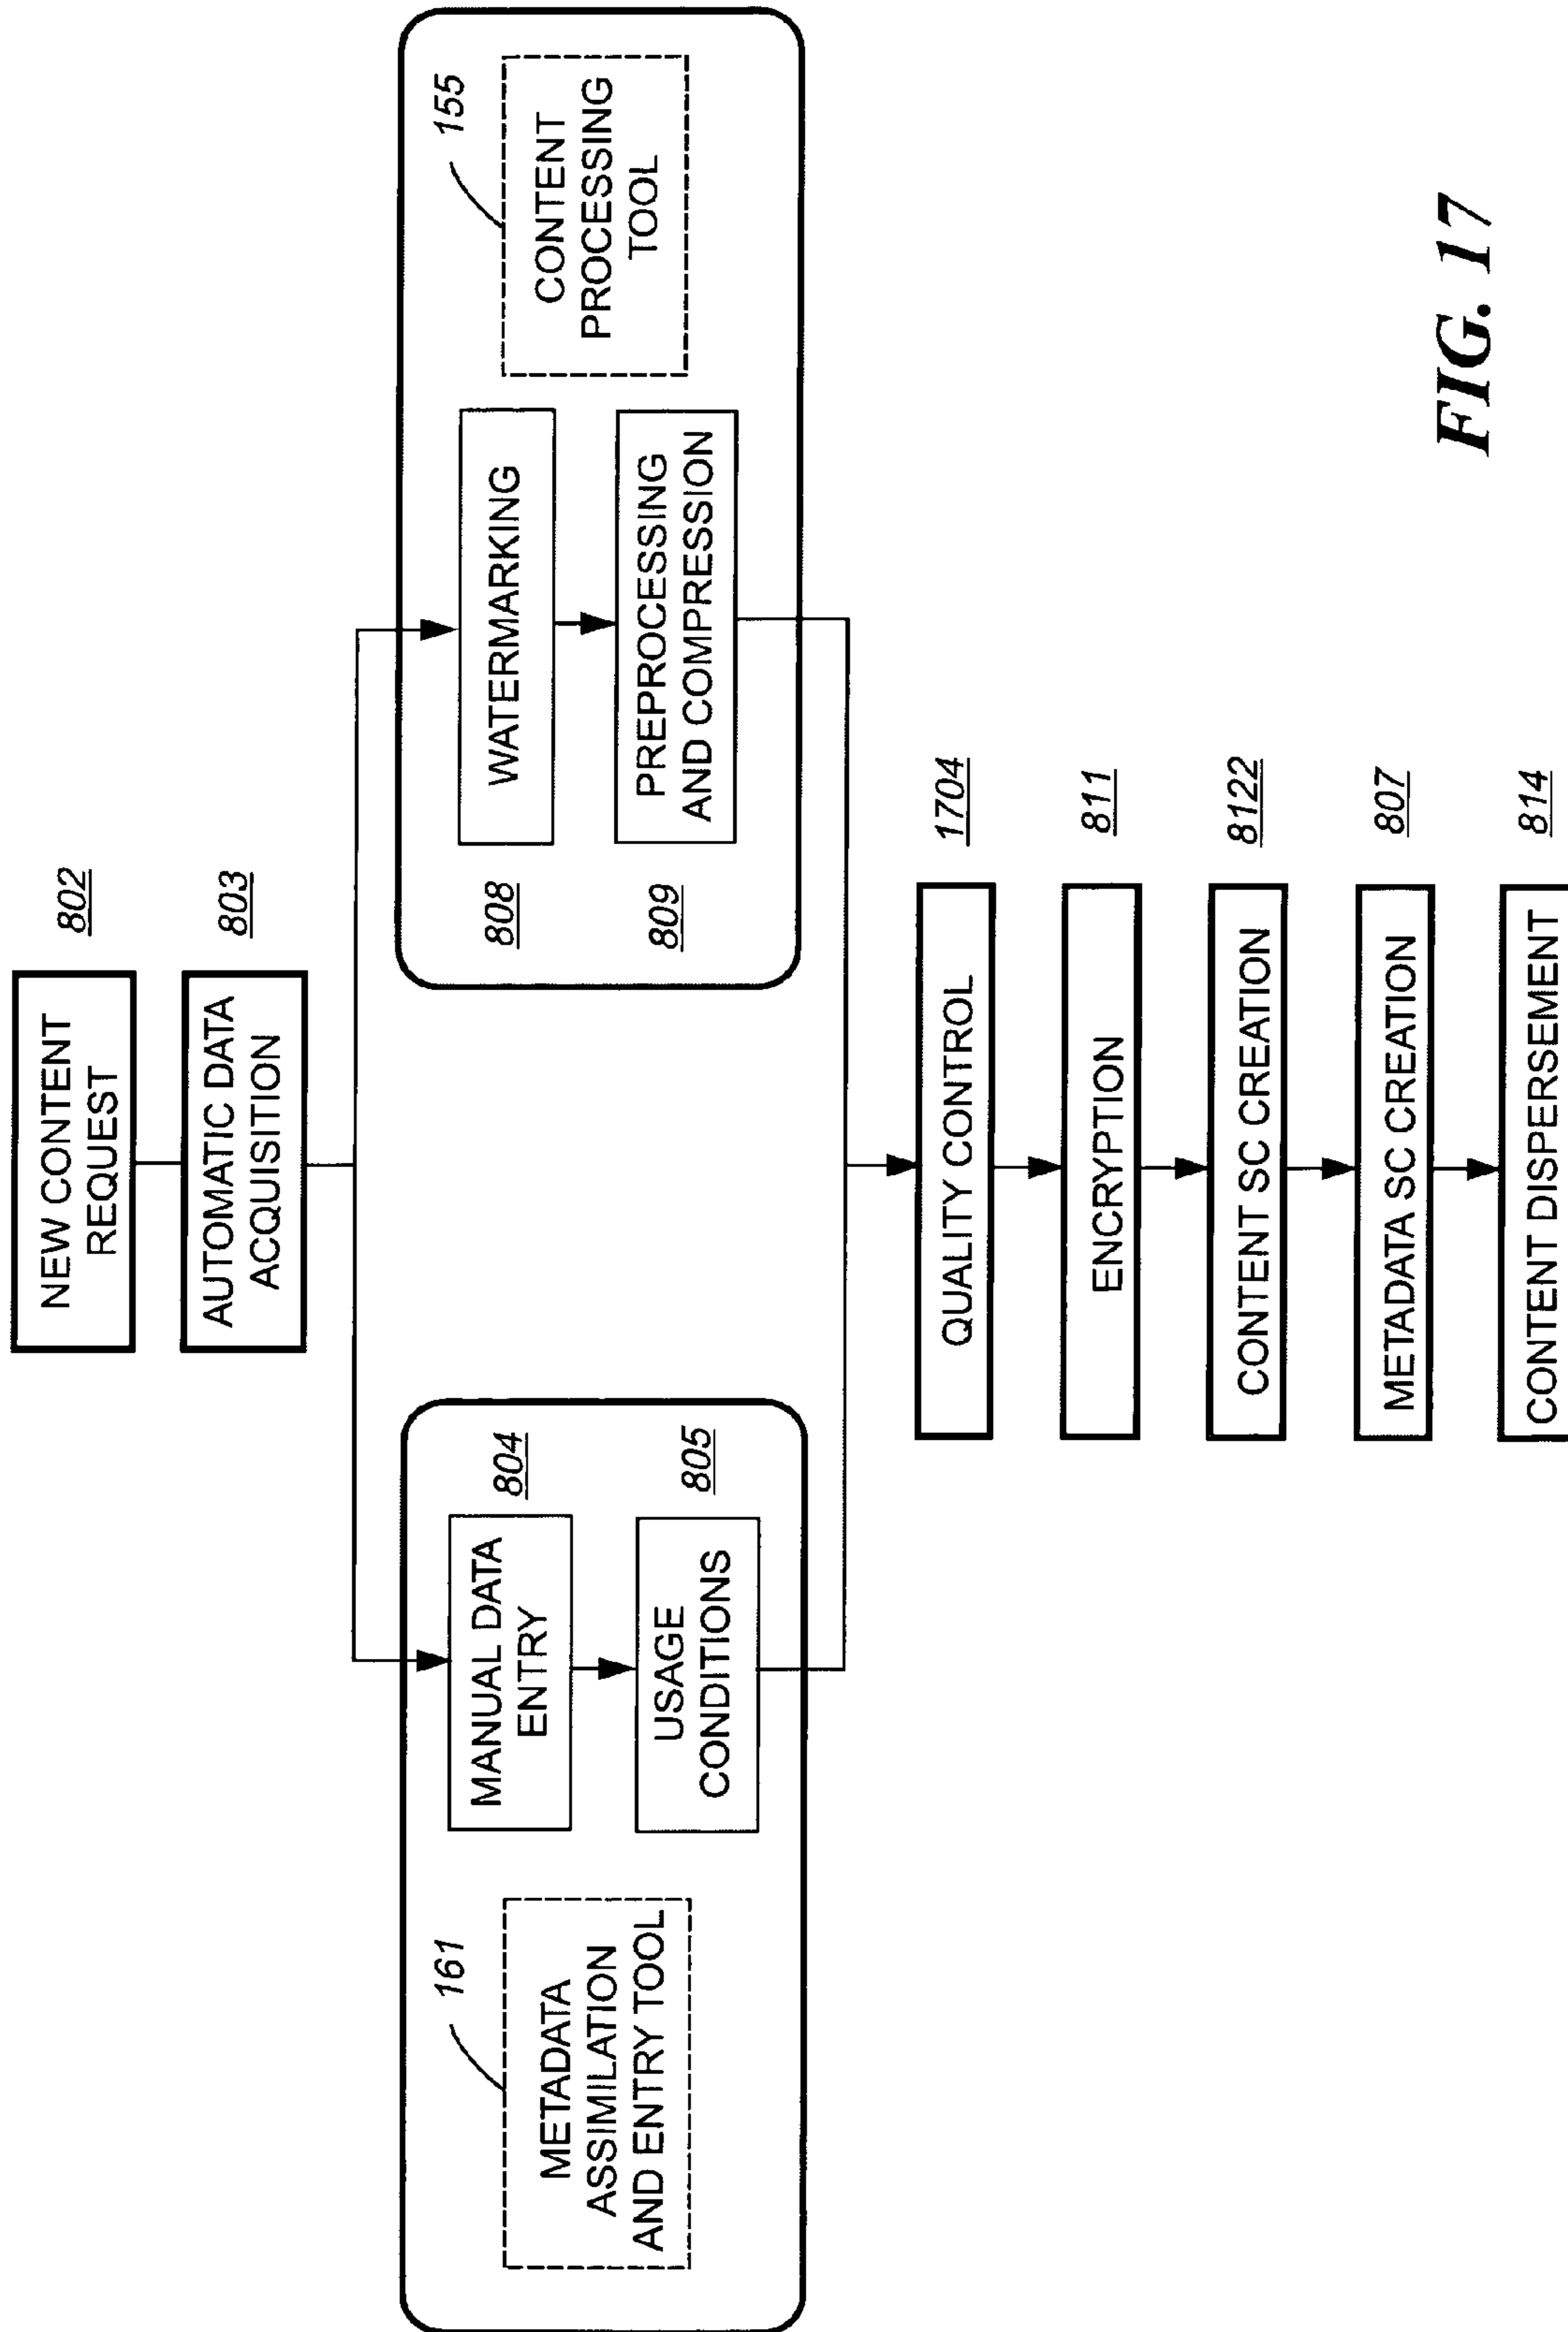 NEW CONTENT
REQUEST
802
AUTOMATIC DATA
ACQUISITION
803
161
METADATA
ASSIMILATION
AND ENTRY TOOL
MANUAL DATA
ENTRY
804
USAGE
CONDITIONS
805
808
WATERMARKING
809
PREPROCESSING
AND COMPRESSION
155
CONTENT
PROCESSING
TOOL
QUALITY CONTROL
1704
ENCRYPTION
811
CONTENT SC CREATION
8122
METADATA SC CREATION
807
CONTENT DISPERSEMENT
814
FIG. 17